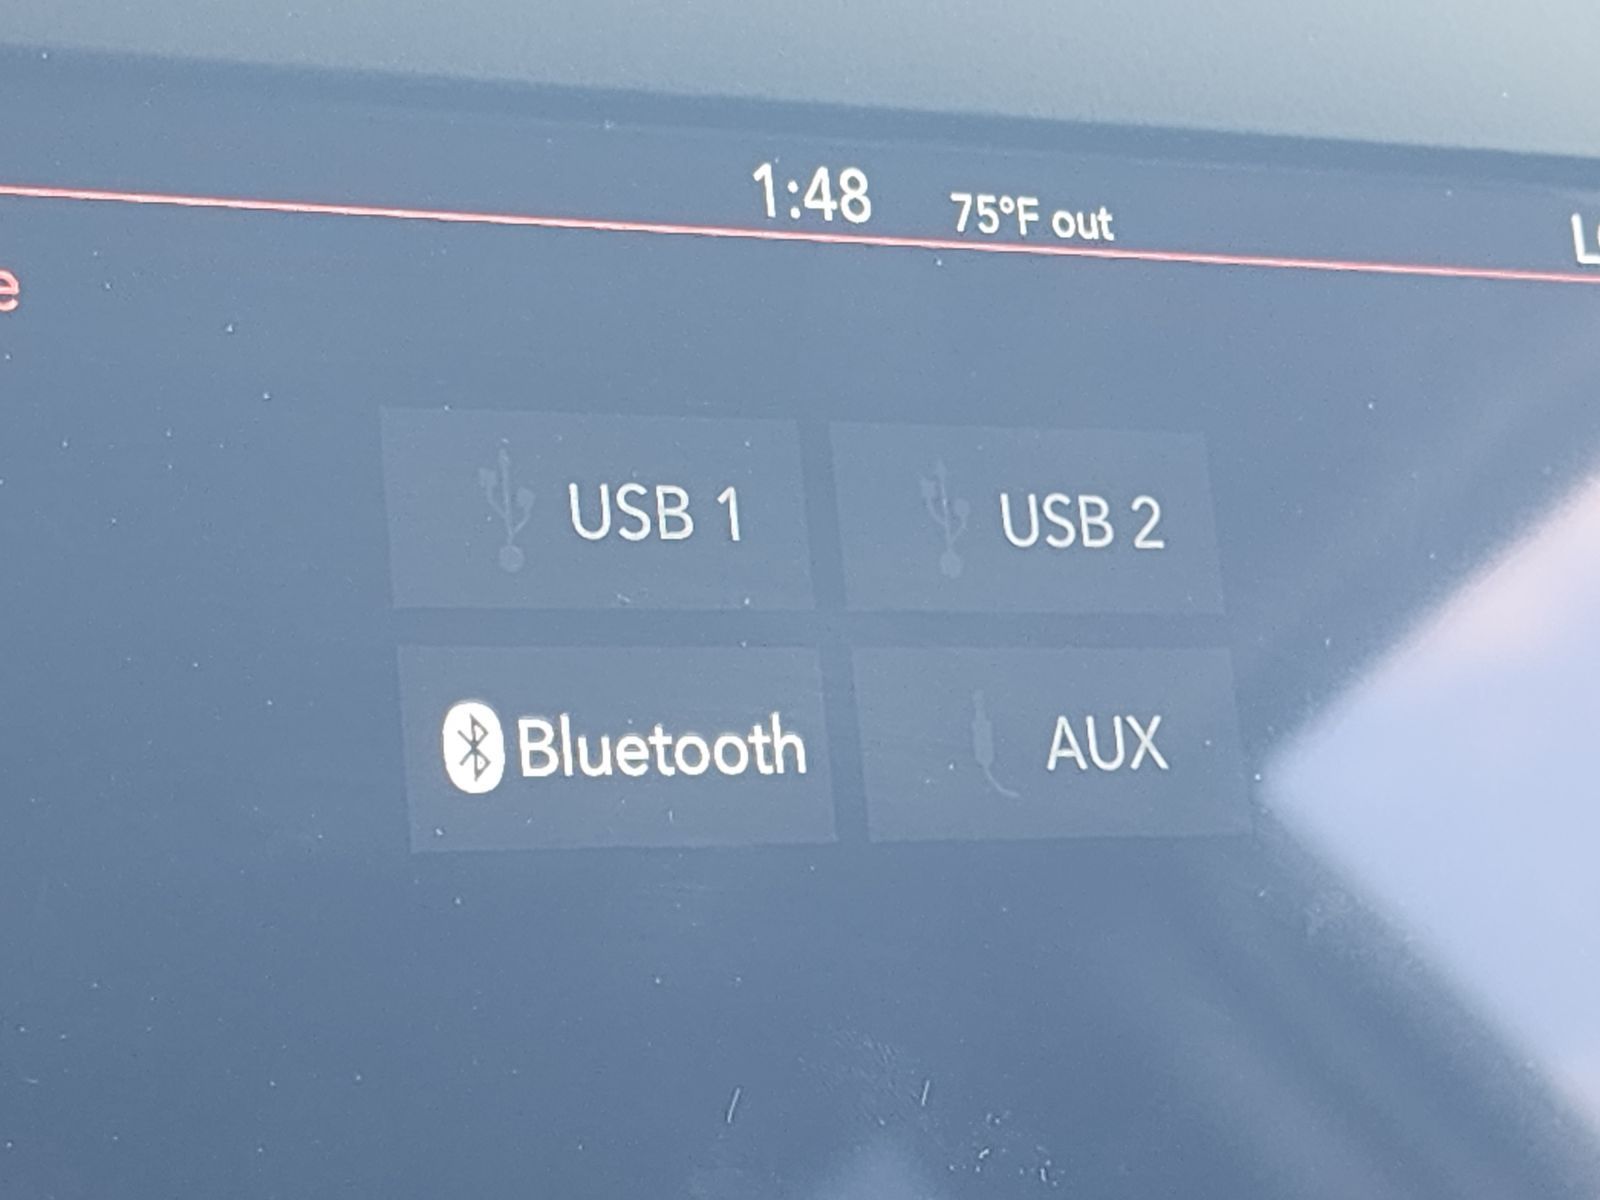 1:48 75°F out
USB 1 USB 2
Bluetooth AUX